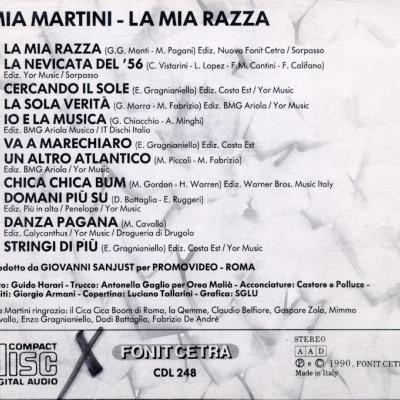 MIA MARTINI - LA MIA RAZZA
LA MIA RAZZA (G.G. Monti - M. Pagani) Ediz. Nuova Fonit Cetra / Sorpasso
LA NEVICATA DEL '56 (C. Vistarini - L. Lopez - F.M. Cantini - F. Califano)
Ediz. Yor Music / Sorpasso
CERCANDO IL SOLE (E. Gragnianiello) Ediz. Costa Est / Yor Music
LA SOLA VERITÀ (G. Morra - M. Fabrizio) Ediz. BMG Ariola / Yor Music
IO E LA MUSICA (G. Chiocchio - A. Minghi)
Ediz. BMG Ariola Musica / IT Dischi Italia
VA A MARECHIARO (E. Gragnianiello) Ediz. Costa Est
UN ALTRO ATLANTICO (M. Piccoli - M. Fabrizio)
Ediz. BMG Ariola / Yor Music
CHICA CHICA BUM (M. Gordon - H. Warren) Ediz. Warner Bros. Music Italy
DOMANI PIÙ SU (D. Battaglia - E. Ruggeri)
Ediz. Più in alto / Penelope / Yor Music
DANZA PAGANA (M. Cavallo)
Ediz. Calycanthus / Yor Music / Drogueria di Drugolo
STRINGI DI PIÙ (E. Gragnianiello) Ediz. Costa Est / Yor Music
odotto da GIOVANNI SANJUST per PROMOVIDEO - ROMA
to: Guido Harari - Trucco: Antonella Gaglio per Orea Malià - Acconciature: Castore e Polluce -
iti: Giorgio Armani - Copertina: Luciano Tallarini - Grafica: SGLU
a Martini ringrazia: il Cica Cica Boom di Roma, la Qemme, Claudio Belfiore, Gaspare Zola, Mimmo
vallo, Enzo Gragnianiello, Dodi Battaglia, Fabrizio De André
COMPACT
DISC
DIGITAL AUDIO
FONIT CETRA
CDL 248
STEREO
AAD
℗ e © 1990, FONIT CET
Made in Italy